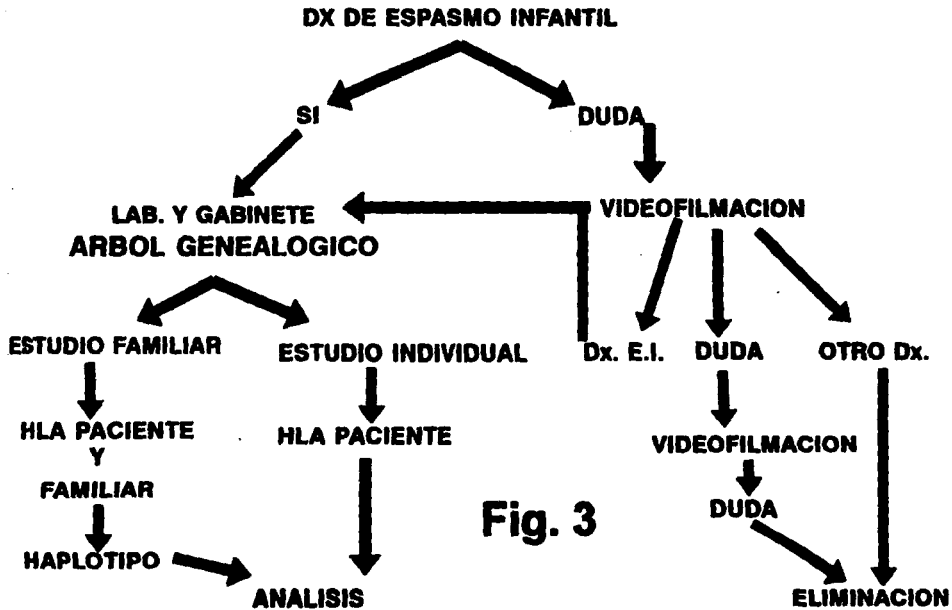 DX DE ESPASMO INFANTIL
SI
DUDA
LAB. Y GABINETE
ARBOL GENEALOGICO
VIDEOFILMACION
ESTUDIO FAMILIAR
ESTUDIO INDIVIDUAL
Dx. E.I.
DUDA
OTRO Dx.
HLA PACIENTE
Y
FAMILIAR
HLA PACIENTE
VIDEOFILMACION
DUDA
HAPLOTIPO
ANALISIS
ELIMINACION
Fig. 3